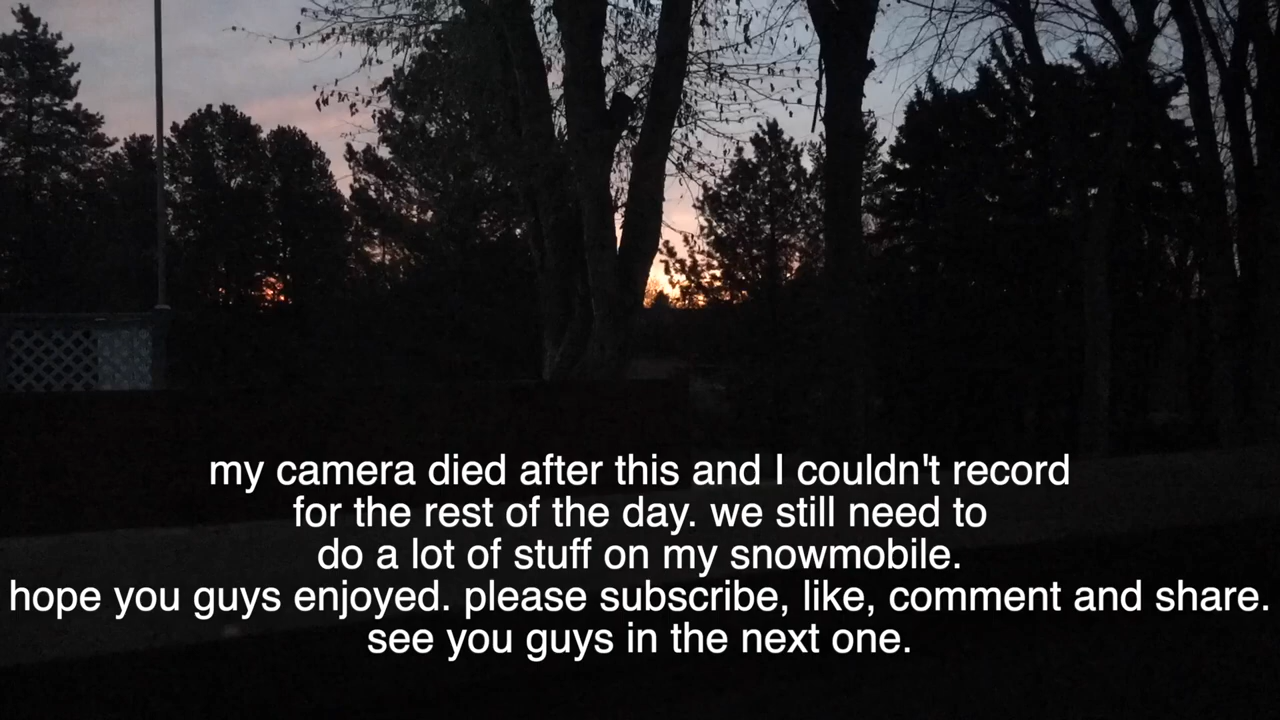 my camera died after this and I couldn't record
for the rest of the day. we still need to
do a lot of stuff on my snowmobile.
hope you guys enjoyed. please subscribe, like, comment and share.
see you guys in the next one.